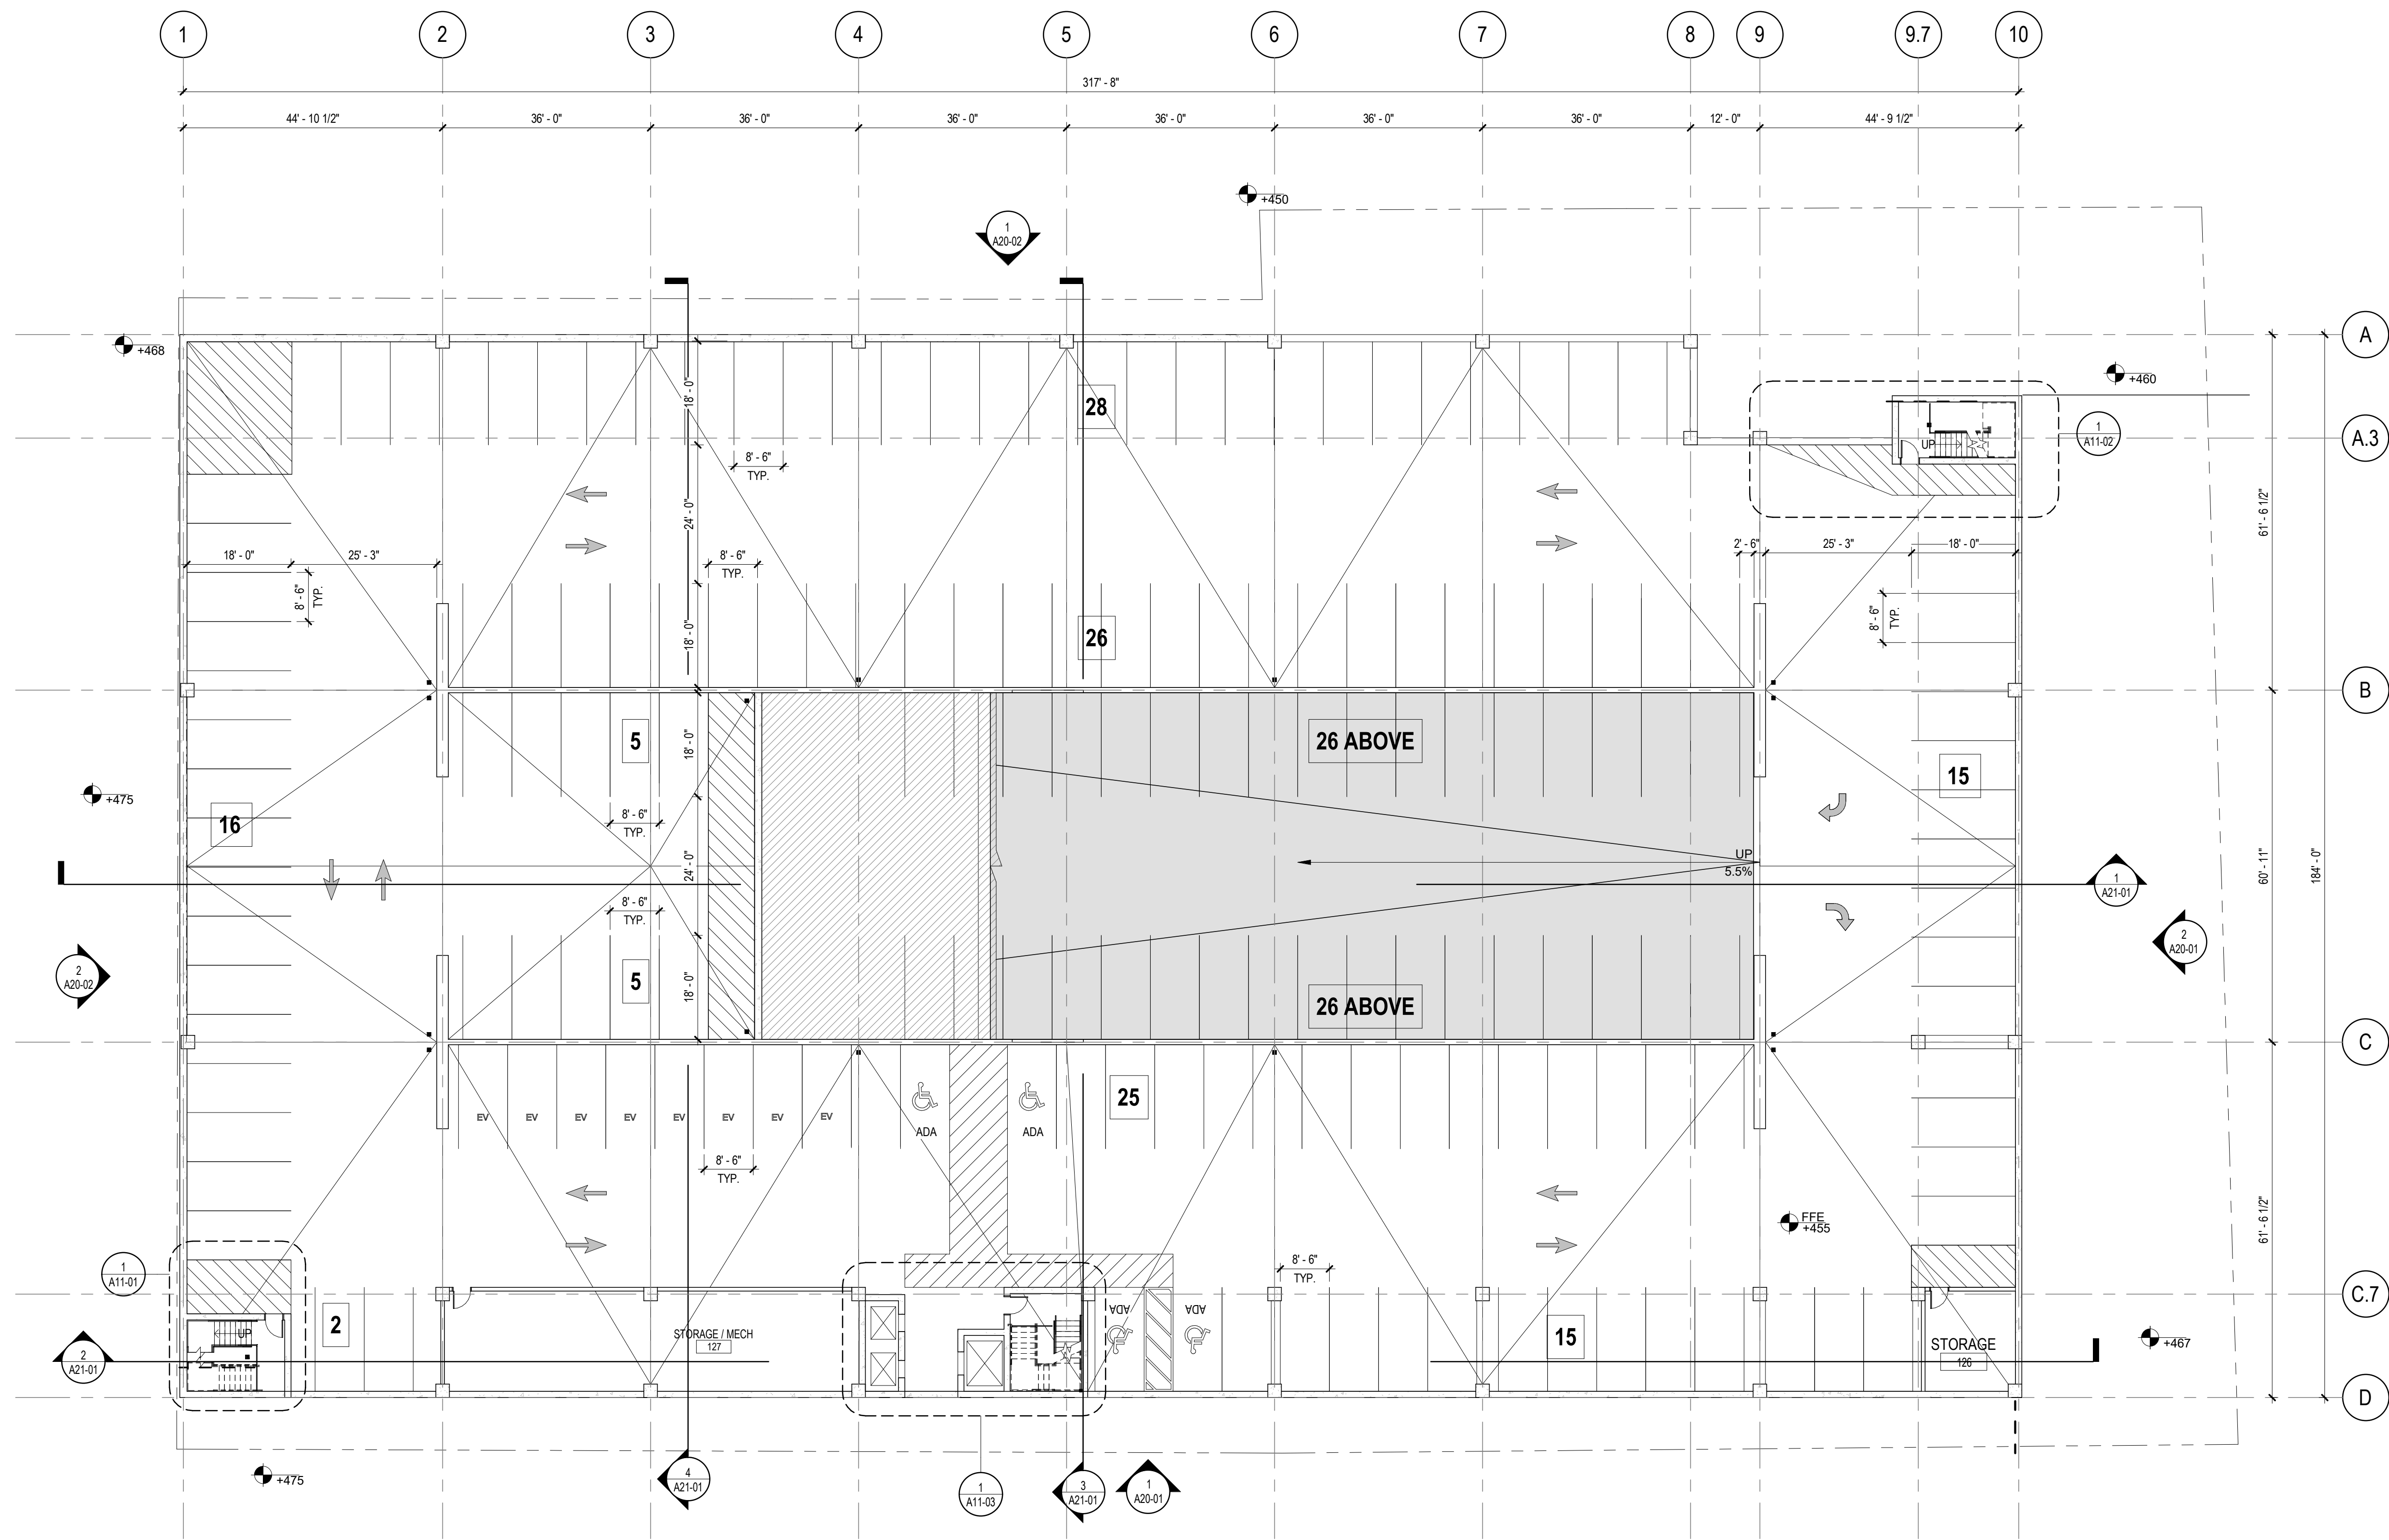 1 2 3 4 5 6 7 8 9 9.7 10
317' - 8"
44' - 10 1/2" 36' - 0" 36' - 0" 36' - 0" 36' - 0" 36' - 0" 36' - 0" 12' - 0" 44' - 9 1/2"
+450
1
A20-02
A
+468
+460
18' - 0"
28
A.3
1
A11-02
UP
8' - 6"
TYP.
24' - 0"
61' - 6 1/2"
18' - 0" 25' - 3"
8' - 6"
TYP.
2' - 6" 25' - 3" 18' - 0"
8' - 6"
TYP.
8' - 6"
TYP.
18' - 0"
26
B
5
18' - 0"
26 ABOVE
15
+475
16
8' - 6"
TYP.
UP
5.5%
24' - 0"
60' - 11"
184' - 0"
1
A21-01
8' - 6"
TYP.
2
A20-01
2
A20-02
5
18' - 0"
26 ABOVE
C
25
EV EV EV EV EV EV EV EV
ADA ADA
8' - 6"
TYP.
FFE
+455
61' - 6 1/2"
1
A11-01
8' - 6"
TYP.
C.7
2
UP
STORAGE / MECH
127
ADA ADA
15
STORAGE
126
+467
2
A21-01
D
+475
4
A21-01
1
A11-03
3
A21-01
1
A20-01